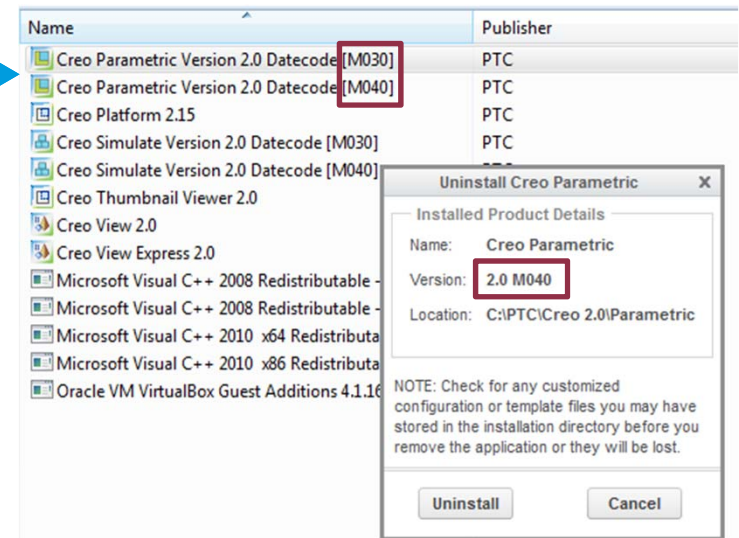 Name Publisher
Creo Parametric Version 2.0 Datecode [M030] PTC
Creo Parametric Version 2.0 Datecode [M040] PTC
Creo Platform 2.15 PTC
Creo Simulate Version 2.0 Datecode [M030] PTC
Creo Simulate Version 2.0 Datecode [M040]
Creo Thumbnail Viewer 2.0
Creo View 2.0
Creo View Express 2.0
Microsoft Visual C++ 2008 Redistributable -
Microsoft Visual C++ 2008 Redistributable -
Microsoft Visual C++ 2010 x64 Redistributa
Microsoft Visual C++ 2010 x86 Redistributa
Oracle VM VirtualBox Guest Additions 4.1.16
Uninstall Creo Parametric X
Installed Product Details
Name: Creo Parametric
Version: 2.0 M040
Location: C:\PTC\Creo 2.0\Parametric
NOTE: Check for any customized
configuration or template files you may have
stored in the installation directory before you
remove the application or they will be lost.
Uninstall Cancel